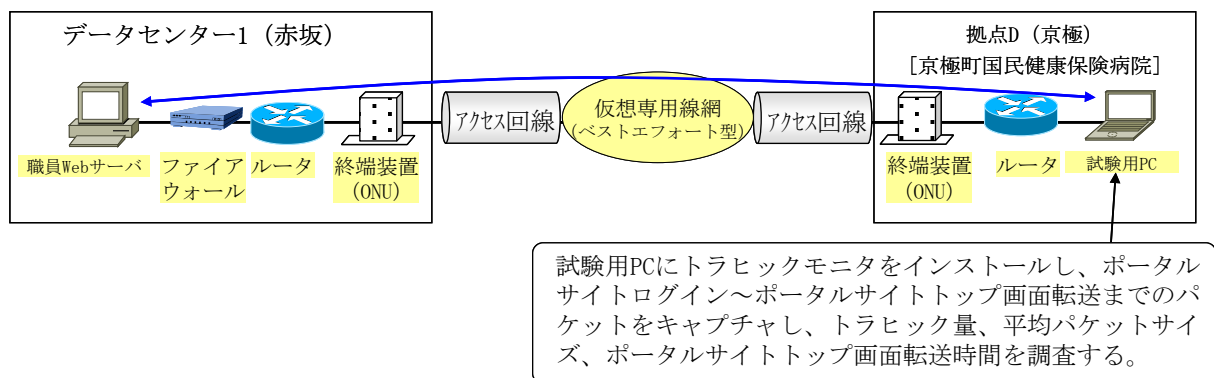 データセンター1（赤坂）
拠点D（京極）
[京極町国民健康保険病院]
職員Webサーバ
ファイア
ウォール
ルータ
終端装置
(ONU)
ｱｸｾｽ回線
仮想専用線網
(ベストエフォート型)
ｱｸｾｽ回線
終端装置
(ONU)
ルータ
試験用PC
試験用PCにトラヒックモニタをインストールし、ポータル
サイトログイン～ポータルサイトトップ画面転送までのパ
ケットをキャプチャし、トラヒック量、平均パケットサイ
ズ、ポータルサイトトップ画面転送時間を調査する。